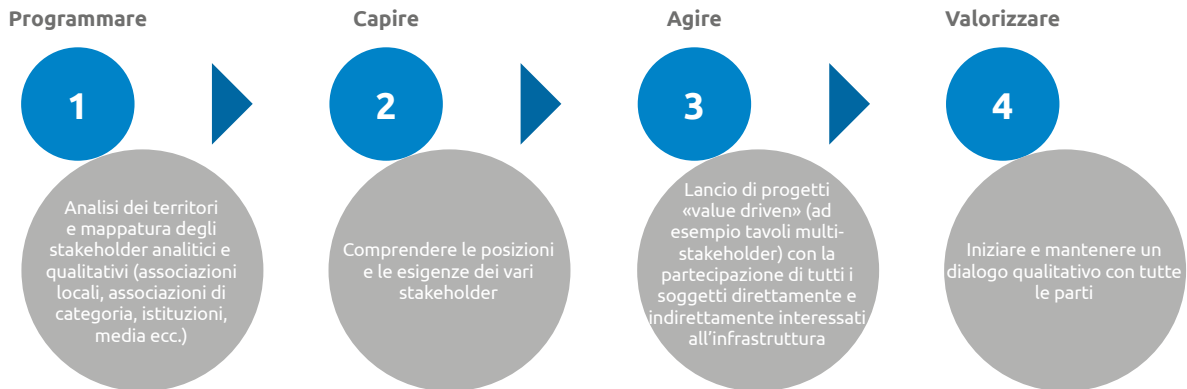 Programmare
1
Analisi dei territori
e mappatura degli
stakeholder analitici e
qualitativi (associazioni
locali, associazioni di
categoria, istituzioni,
media ecc.)
Capire
2
Comprendere le posizioni
e le esigenze dei vari
stakeholder
Agire
3
Lancio di progetti
«value driven» (ad
esempio tavoli multi-
stakeholder) con la
partecipazione di tutti i
soggetti direttamente e
indirettamente interessati
all'infrastruttura
Valorizzare
4
Iniziare e mantenere un
dialogo qualitativo con tutte
le parti